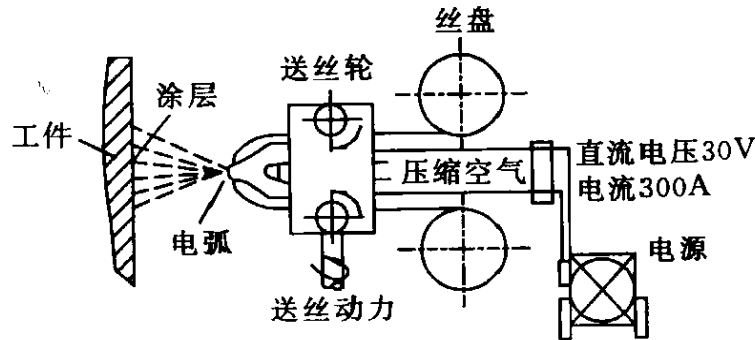 丝盘
送丝轮
涂层
工件
直流电压30V
压缩空气
电流300A
电弧
电源
送丝动力